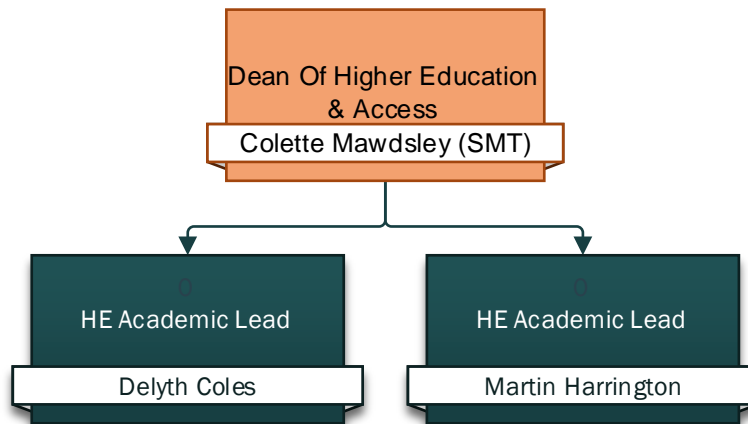 Dean Of Higher Education
& Access
Colette Mawdsley (SMT)
0
HE Academic Lead
Delyth Coles
0
HE Academic Lead
Martin Harrington